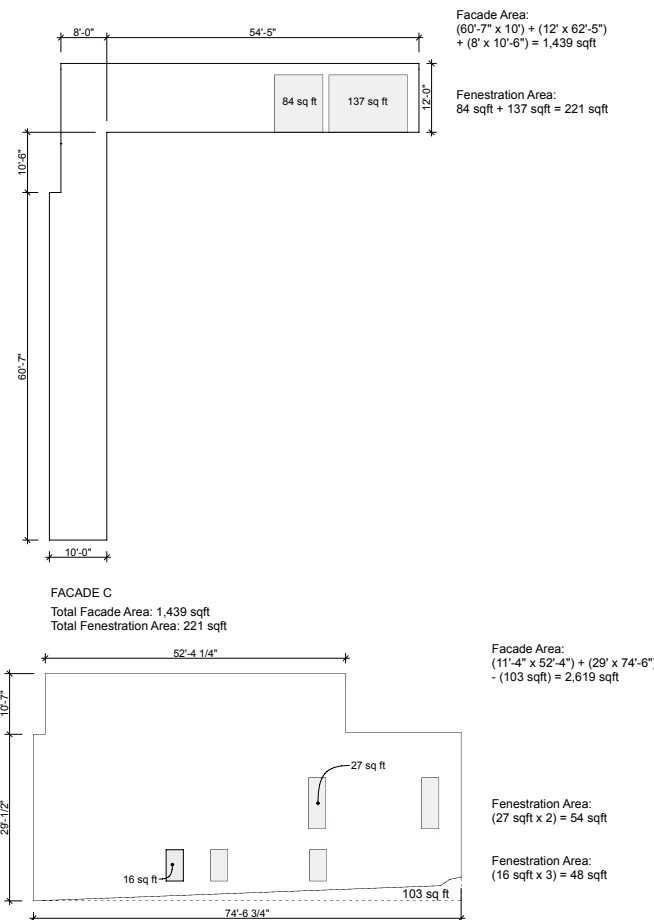 8'-0"
54'-5"
Facade Area:
(60'-7" x 10') + (12' x 62'-5")
+ (8' x 10'-6") = 1,439 sqft
84 sq ft
137 sq ft
12'-0"
Fenestration Area:
84 sqft + 137 sqft = 221 sqft
10'-6"
60'-7"
10'-0"
FACADE C
Total Facade Area: 1,439 sqft
Total Fenestration Area: 221 sqft
52'-4 1/4"
Facade Area:
(11'-4" x 52'-4") + (29' x 74'-6")
- (103 sqft) = 2,619 sqft
10'-7"
27 sq ft
29'-1/2"
Fenestration Area:
(27 sqft x 2) = 54 sqft
Fenestration Area:
(16 sqft x 3) = 48 sqft
16 sq ft
103 sq ft
74'-6 3/4"